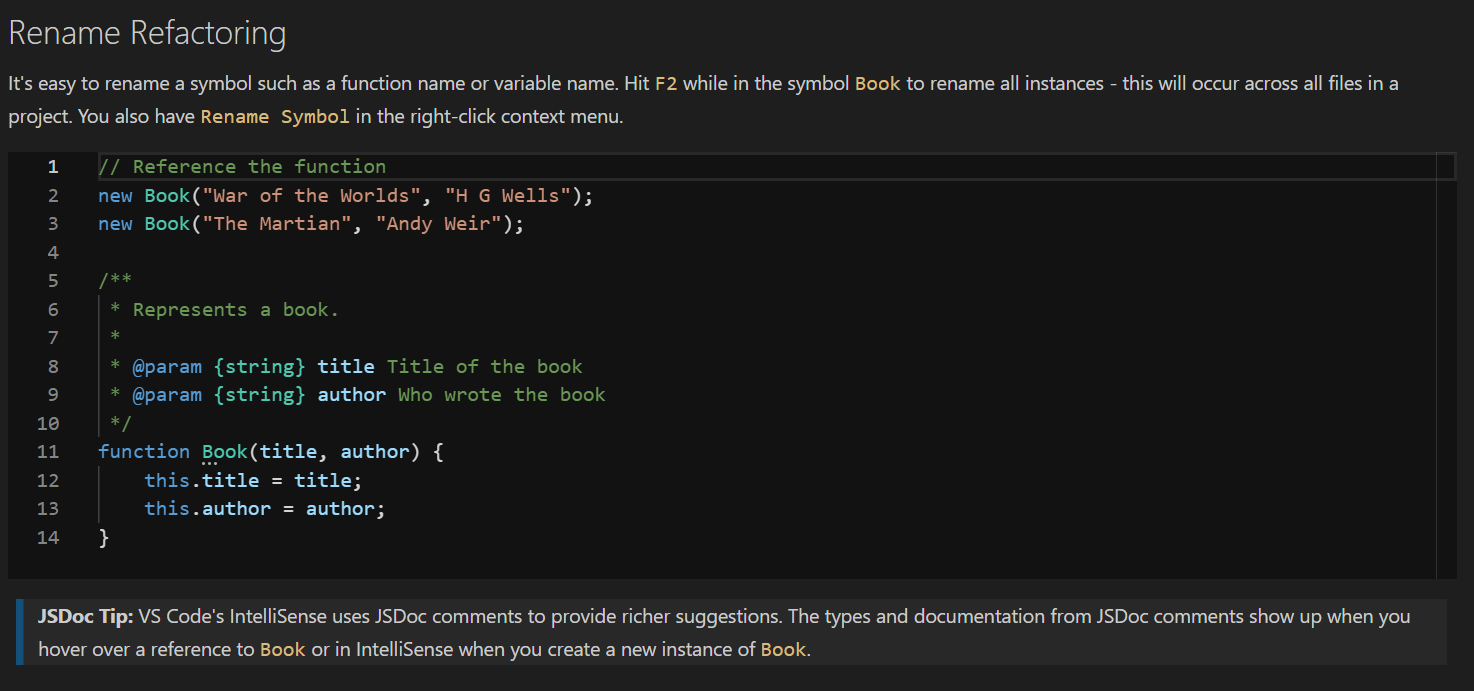 Rename Refactoring
It's easy to rename a symbol such as a function name or variable name. Hit F2 while in the symbol Book to rename all instances - this will occur across all files in a
project. You also have Rename Symbol in the right-click context menu.
1 // Reference the function
2 new Book("War of the Worlds", "H G Wells");
3 new Book("The Martian", "Andy Weir");
4
5 /**
6  * Represents a book.
7  *
8  * @param {string} title Title of the book
9  * @param {string} author Who wrote the book
10  */
11 function Book(title, author) {
12     this.title = title;
13     this.author = author;
14 }
JSDoc Tip: VS Code's IntelliSense uses JSDoc comments to provide richer suggestions. The types and documentation from JSDoc comments show up when you
hover over a reference to Book or in IntelliSense when you create a new instance of Book.